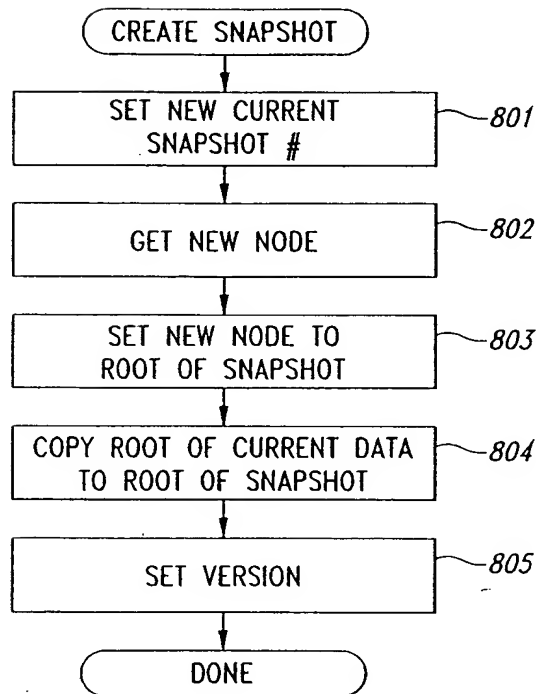 CREATE SNAPSHOT
SET NEW CURRENT
SNAPSHOT #
801
GET NEW NODE
802
SET NEW NODE TO
ROOT OF SNAPSHOT
803
COPY ROOT OF CURRENT DATA
TO ROOT OF SNAPSHOT
804
SET VERSION
805
DONE